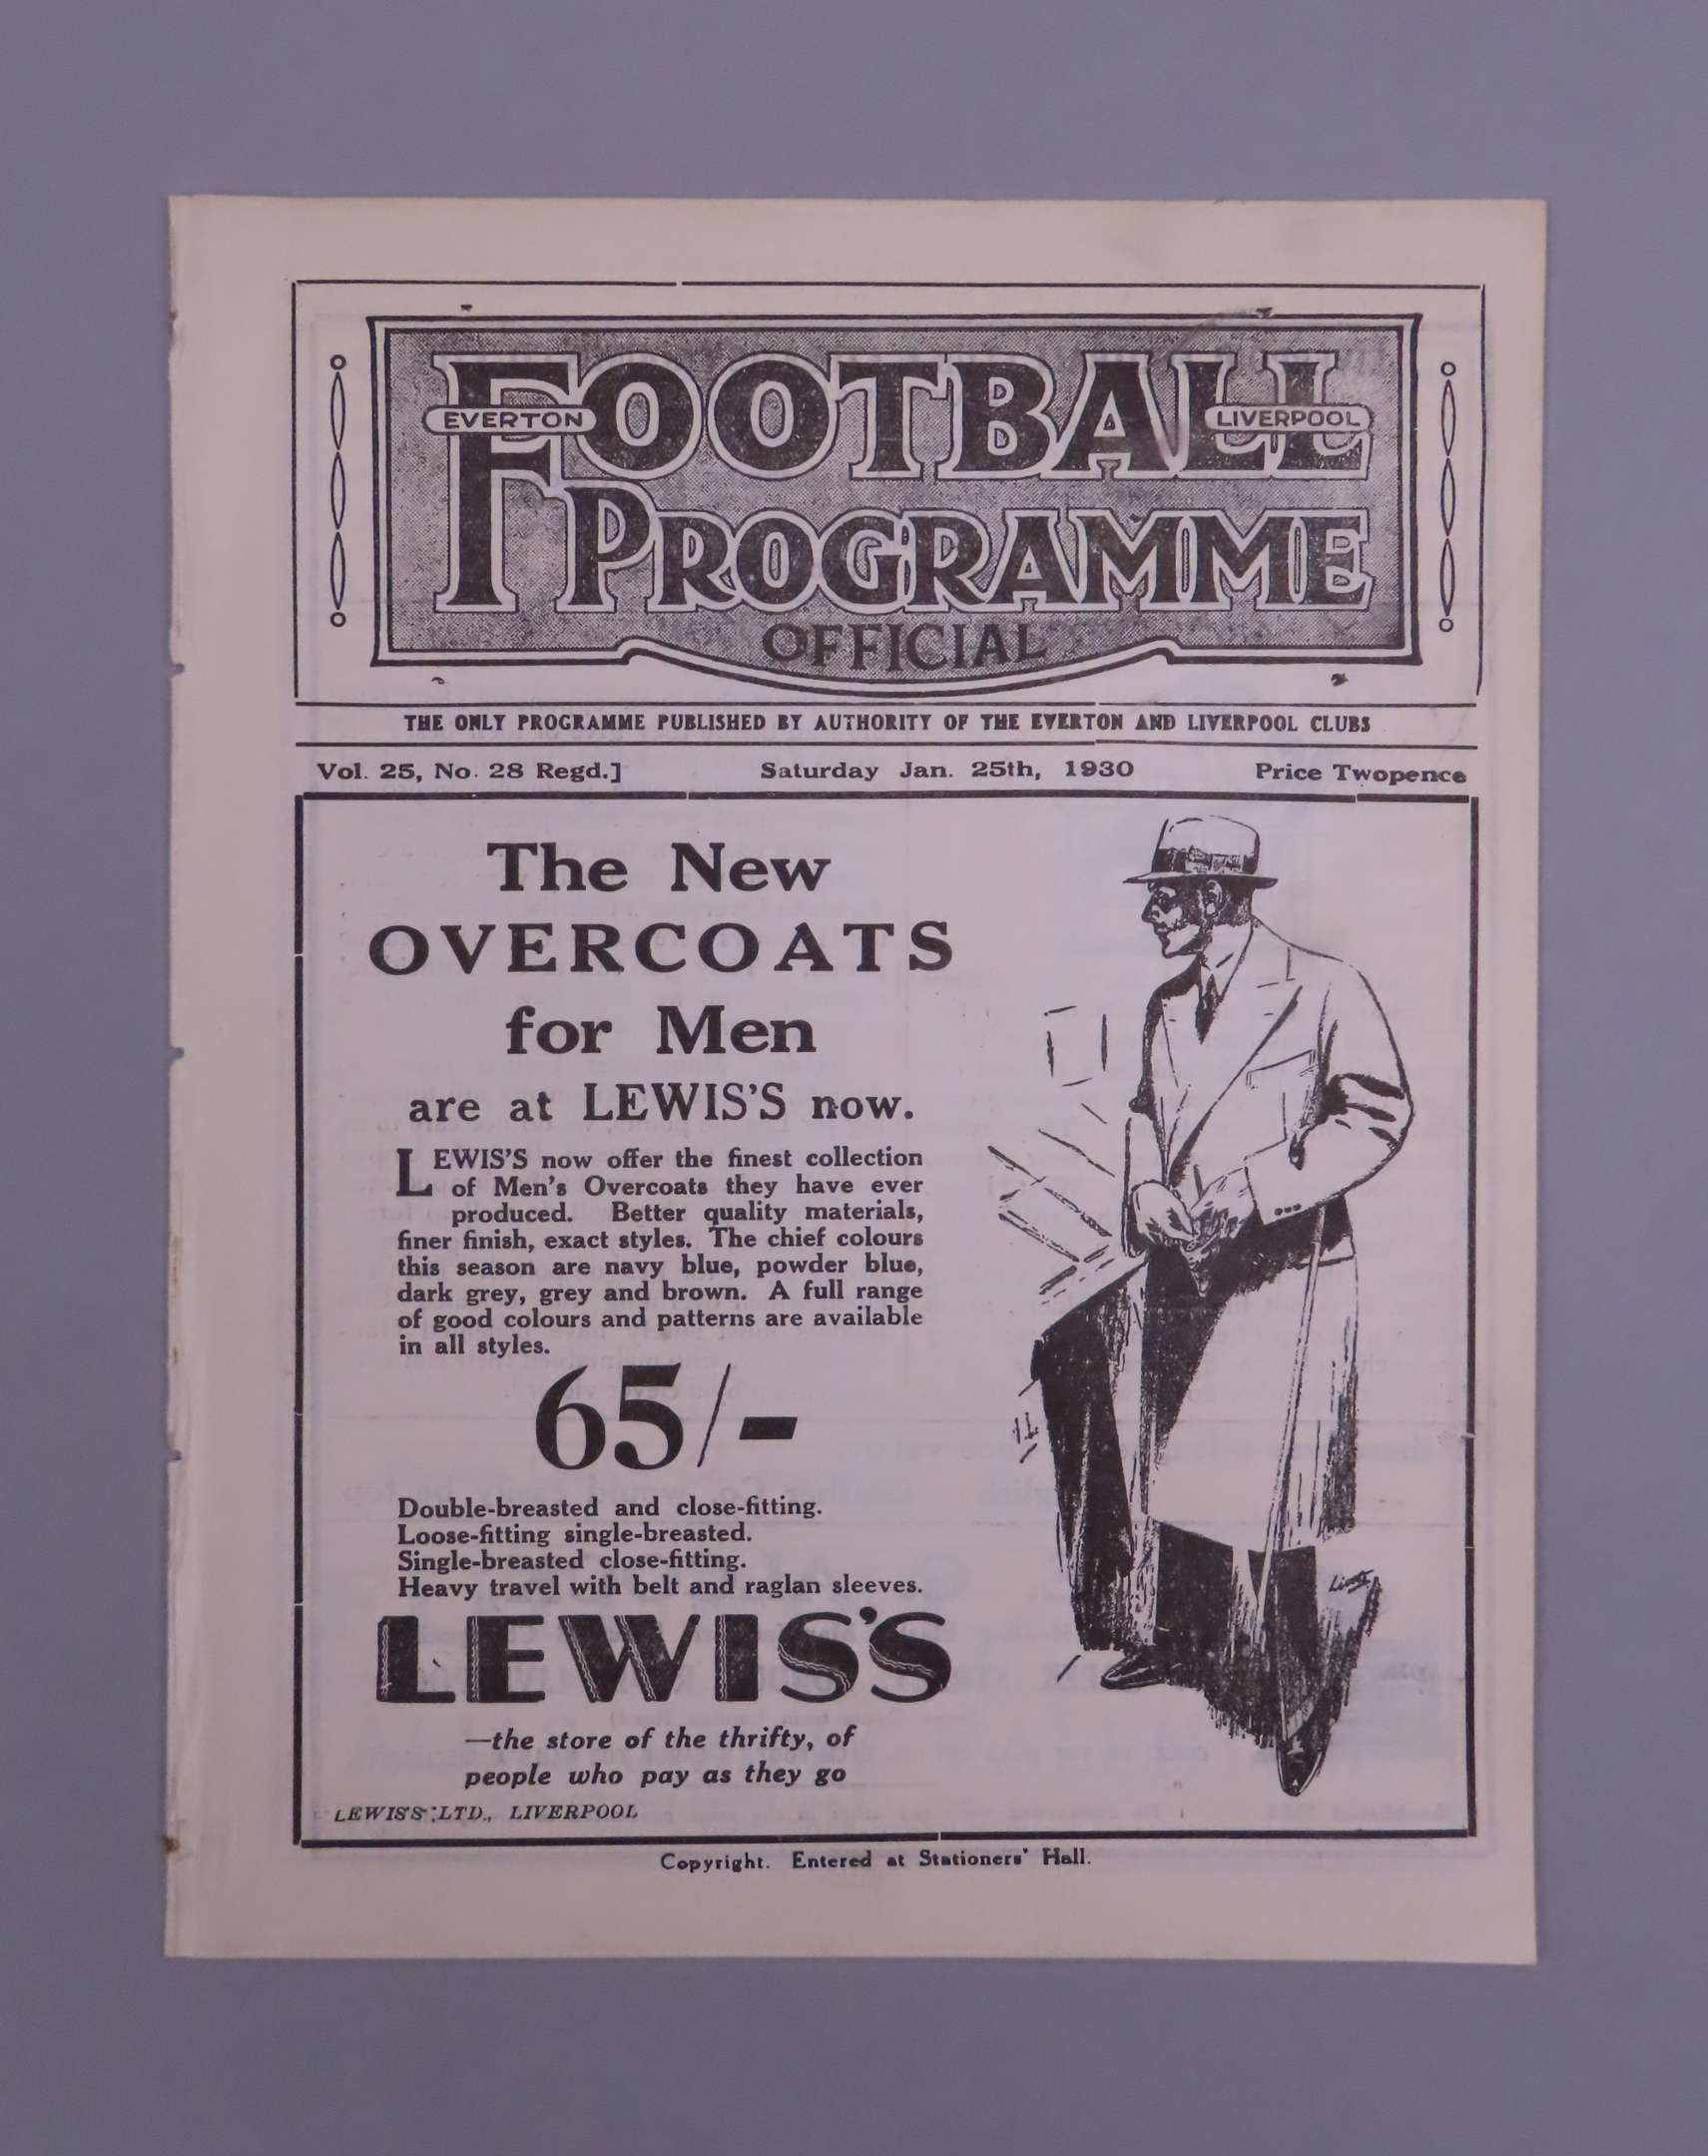 FOOTBALL
EVERTON
LIVERPOOL
PROGRAMME
OFFICIAL
THE ONLY PROGRAMME PUBLISHED BY AUTHORITY OF THE EVERTON AND LIVERPOOL CLUBS
Vol. 25, No. 28 Regd.] Saturday Jan. 25th, 1930 Price Twopence
The New
OVERCOATS
for Men
are at LEWIS'S now.
LEWIS'S now offer the finest collection
of Men's Overcoats they have ever
produced. Better quality materials,
finer finish, exact styles. The chief colours
this season are navy blue, powder blue,
dark grey, grey and brown. A full range
of good colours and patterns are available
in all styles.
65/-
Double-breasted and close-fitting.
Loose-fitting single-breasted.
Single-breasted close-fitting.
Heavy travel with belt and raglan sleeves.
LEWIS'S
—the store of the thrifty, of
people who pay as they go
LEWIS'S LTD., LIVERPOOL
Copyright. Entered at Stationers' Hall.